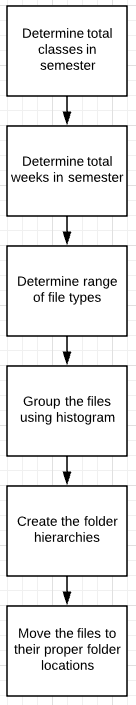 Determine total
classes in
semester
Determine total
weeks in semester
Determine range
of file types
Group the files
using histogram
Create the folder
hierarchies
Move the files to
their proper folder
locations